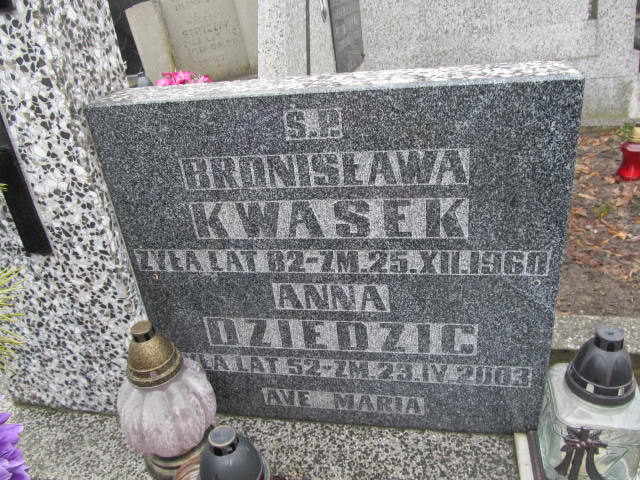 S.P.
BRONISŁAWA
KWASEK
ŻYŁA LAT 82-ZM.25.XII.1960
ANNA
DZIEDZIC
ŻYŁA LAT 52-ZM.23.IV.2003
AVE MARIA